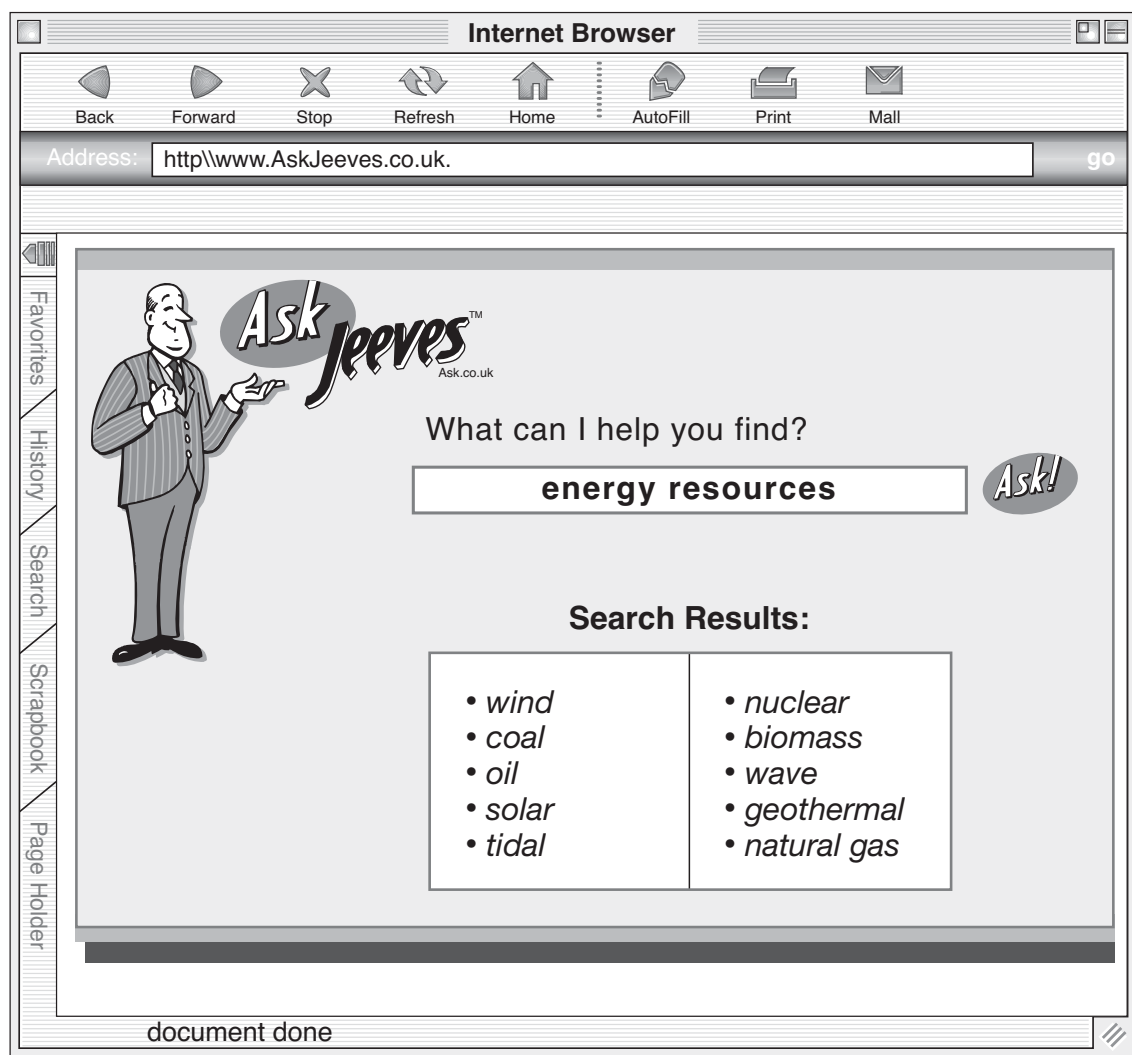 Internet Browser
Back Forward Stop Refresh Home AutoFill Print Mall
Address: http\\www.AskJeeves.co.uk. go
Favorites
History
Search
Scrapbook
Page Holder
Ask
Jeeves™
Ask.co.uk
What can I help you find?
energy resources
Ask!
Search Results:
• wind
• coal
• oil
• solar
• tidal
• nuclear
• biomass
• wave
• geothermal
• natural gas
document done